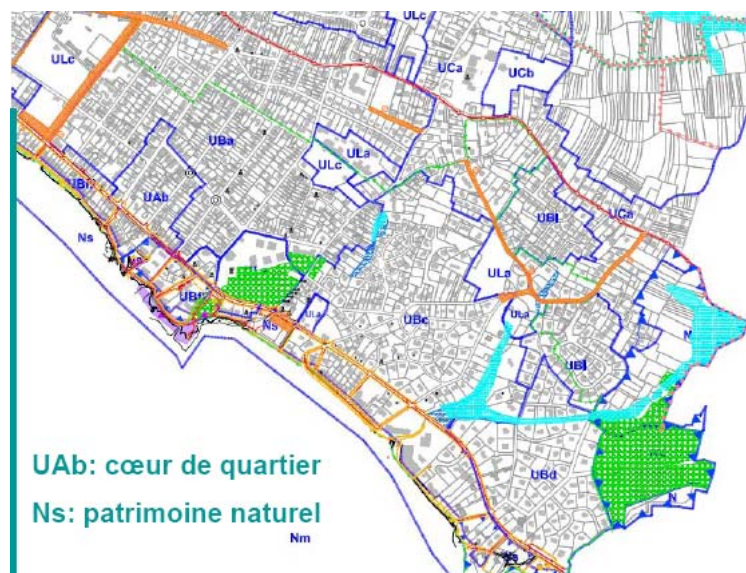 ULc
ULc
UCa
UCb
UBa
ULa
ULc
UAb
UBl
UCa
Ns
ULa
ULa
Ns
ULa
UBc
N
UBl
UBd
N
UAb: cœur de quartier
Ns: patrimoine naturel
Nm